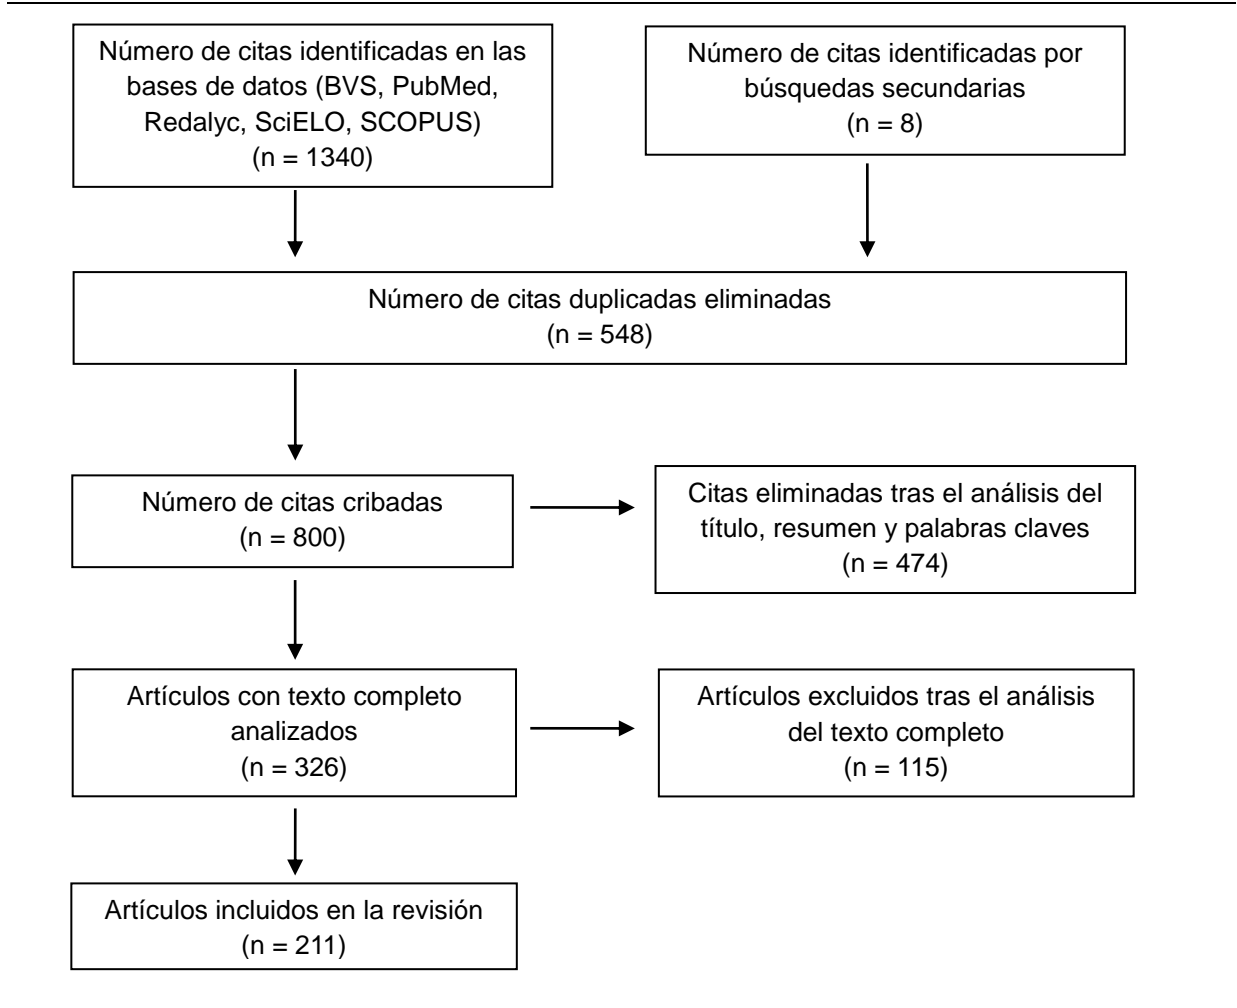 Número de citas identificadas en las
bases de datos (BVS, PubMed,
Redalyc, SciELO, SCOPUS)
(n = 1340)
Número de citas identificadas por
búsquedas secundarias
(n = 8)
Número de citas duplicadas eliminadas
(n = 548)
Número de citas cribadas
(n = 800)
Citas eliminadas tras el análisis del
título, resumen y palabras claves
(n = 474)
Artículos con texto completo
analizados
(n = 326)
Artículos excluidos tras el análisis
del texto completo
(n = 115)
Artículos incluidos en la revisión
(n = 211)